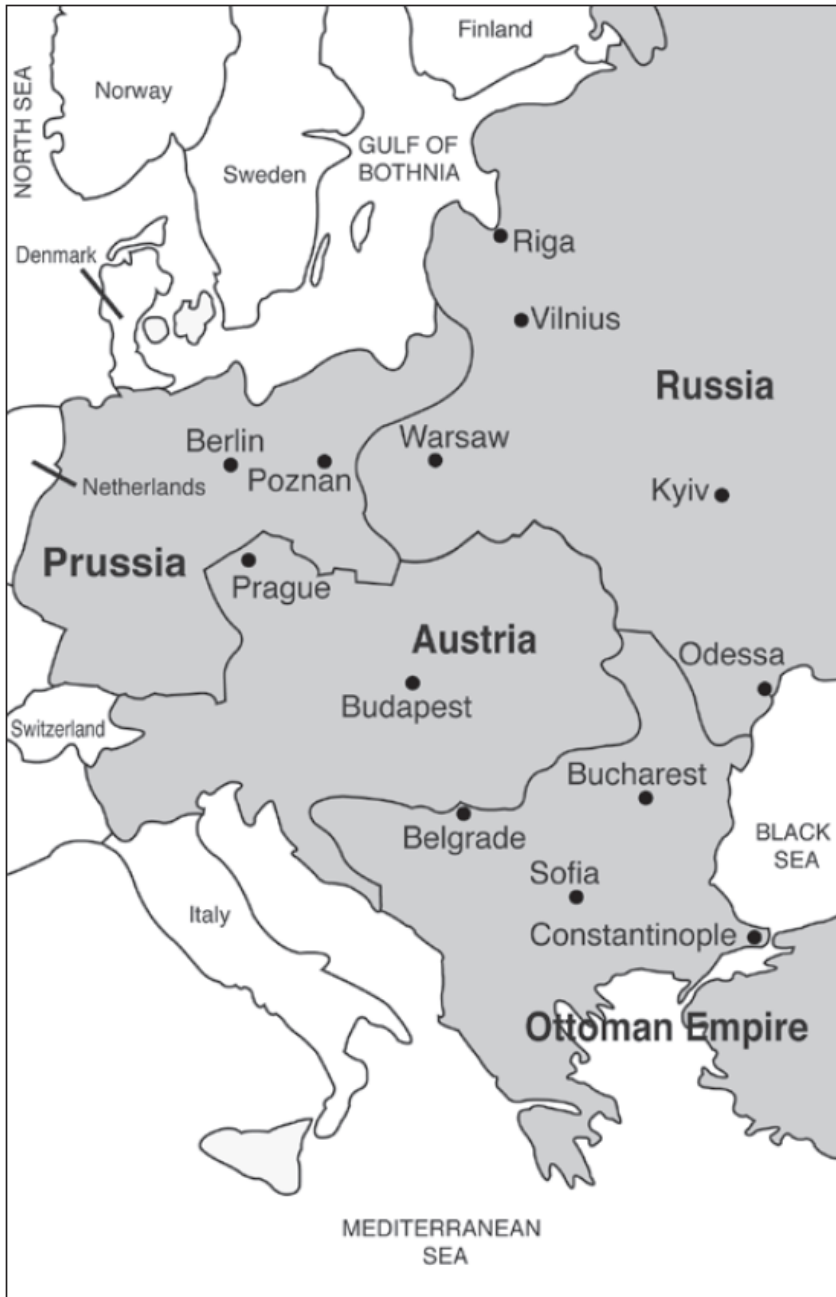 Finland
NORTH SEA
Norway
GULF OF
BOTHNIA
Sweden
Denmark
Riga
Vilnius
Russia
Berlin
Warsaw
Poznan
Netherlands
Kyiv
Prussia
Prague
Austria
Odessa
Budapest
Switzerland
Bucharest
Belgrade
BLACK
SEA
Sofia
Italy
Constantinople
Ottoman Empire
MEDITERRANEAN
SEA